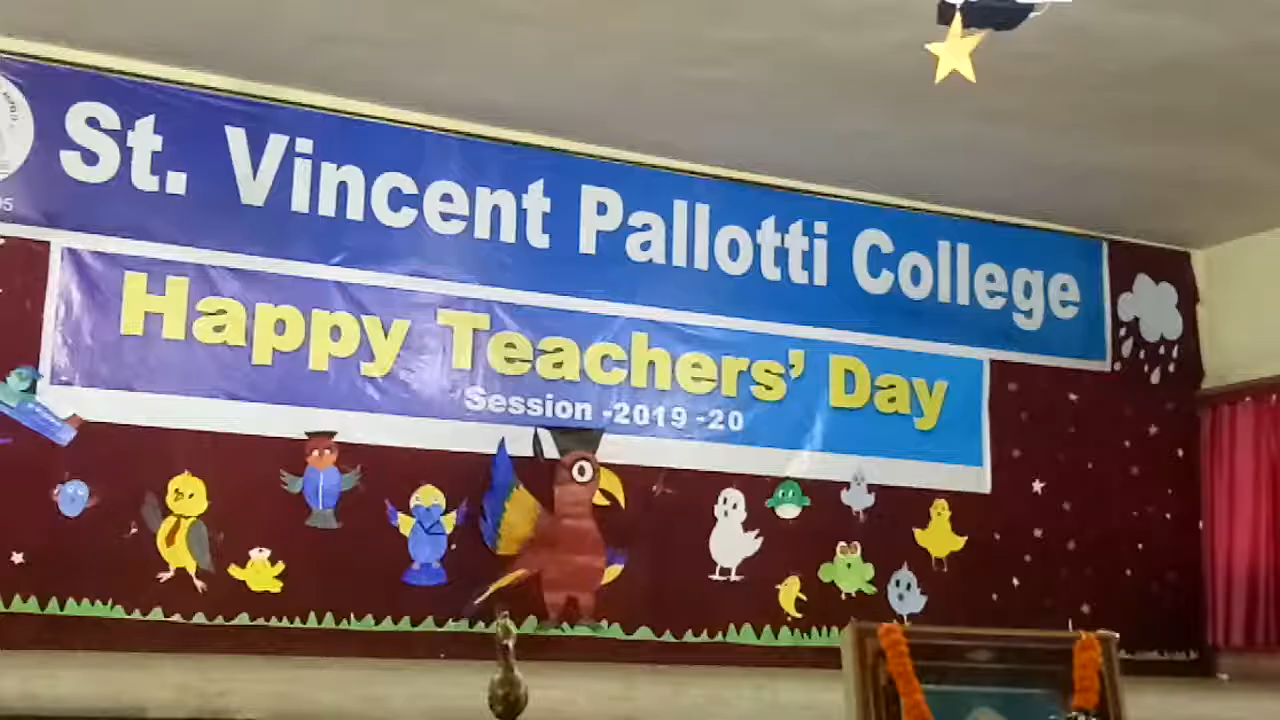 St. Vincent Pallotti College
Happy Teachers’ Day
Session -2019 -20